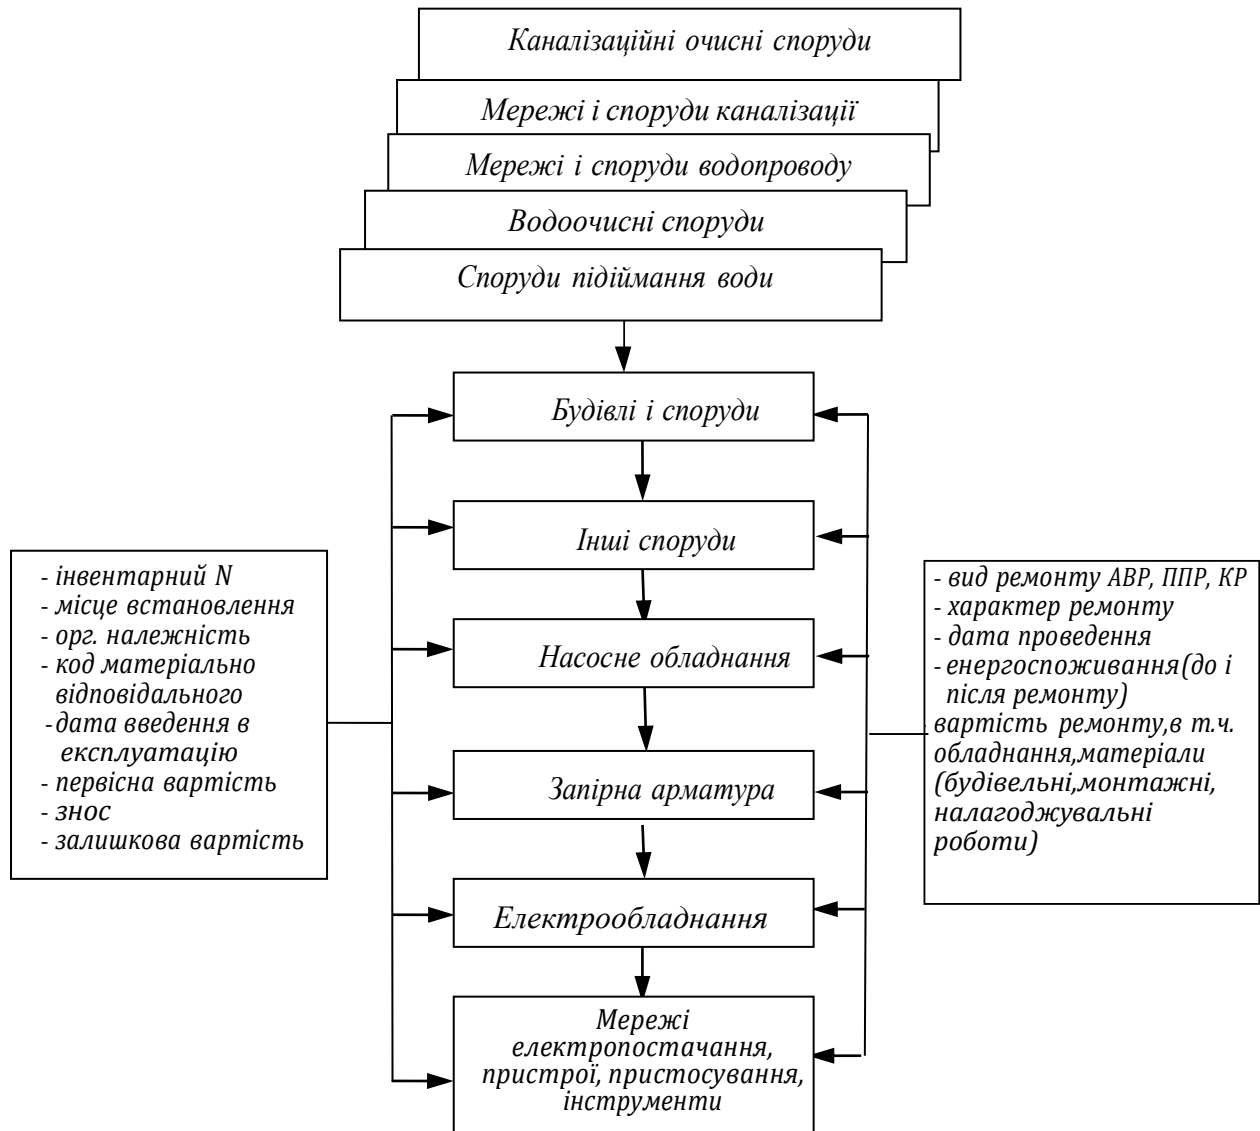 Каналізаційні очисні споруди
Мережі і споруди каналізації
Мережі і споруди водопроводу
Водоочисні споруди
Споруди підіймання води
Будівлі і споруди
Інші споруди
Насосне обладнання
Запірна арматура
Електрообладнання
Мережі
електропостачання,
пристрої, пристосування,
інструменти
- інвентарний N
- місце встановлення
- орг. належність
- код матеріально
відповідального
-дата введення в
експлуатацію
- первісна вартість
- знос
- залишкова вартість
- вид ремонту АВР, ППР, КР
- характер ремонту
- дата проведення
- енергоспоживання(до і
після ремонту)
вартість ремонту,в т.ч.
обладнання,матеріали
(будівельні,монтажні,
налагоджувальні
роботи)